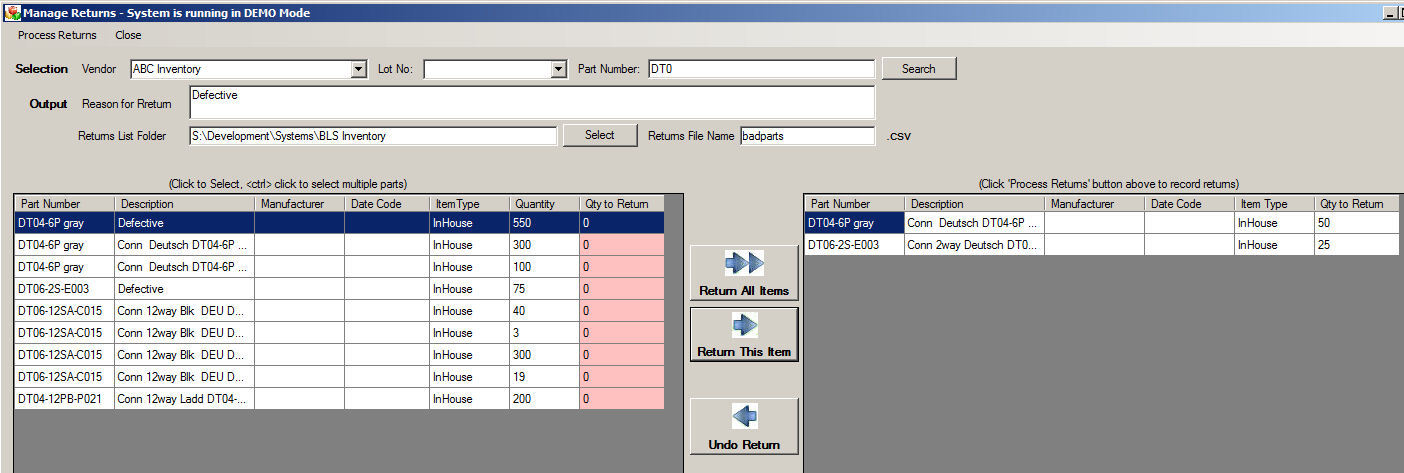 Manage Returns - System is running in DEMO Mode
Process Returns Close
Selection Vendor ABC Inventory Lot No: Part Number: DT0 Search
Output Reason for Rreturn Defective
Returns List Folder S:\Development\Systems\BLS Inventory Select Returns File Name badparts .csv
(Click to Select, <ctrl> click to select multiple parts)
Part Number Description Manufacturer Date Code ItemType Quantity Qty to Return
DT04-6P gray Defective InHouse 550 0
DT04-6P gray Conn Deutsch DT04-6P ... InHouse 300 0
DT04-6P gray Conn Deutsch DT04-6P ... InHouse 100 0
DT06-2S-E003 Defective InHouse 75 0
DT06-12SA-C015 Conn 12way Blk DEU D... InHouse 40 0
DT06-12SA-C015 Conn 12way Blk DEU D... InHouse 3 0
DT06-12SA-C015 Conn 12way Blk DEU D... InHouse 300 0
DT06-12SA-C015 Conn 12way Blk DEU D... InHouse 19 0
DT04-12PB-P021 Conn 12way Ladd DT04-... InHouse 200 0
Return All Items
Return This Item
Undo Return
(Click 'Process Returns' button above to record returns)
Part Number Description Manufacturer Date Code Item Type Qty to Return
DT04-6P gray Conn Deutsch DT04-6P ... InHouse 50
DT06-2S-E003 Conn 2way Deutsch DT0... InHouse 25